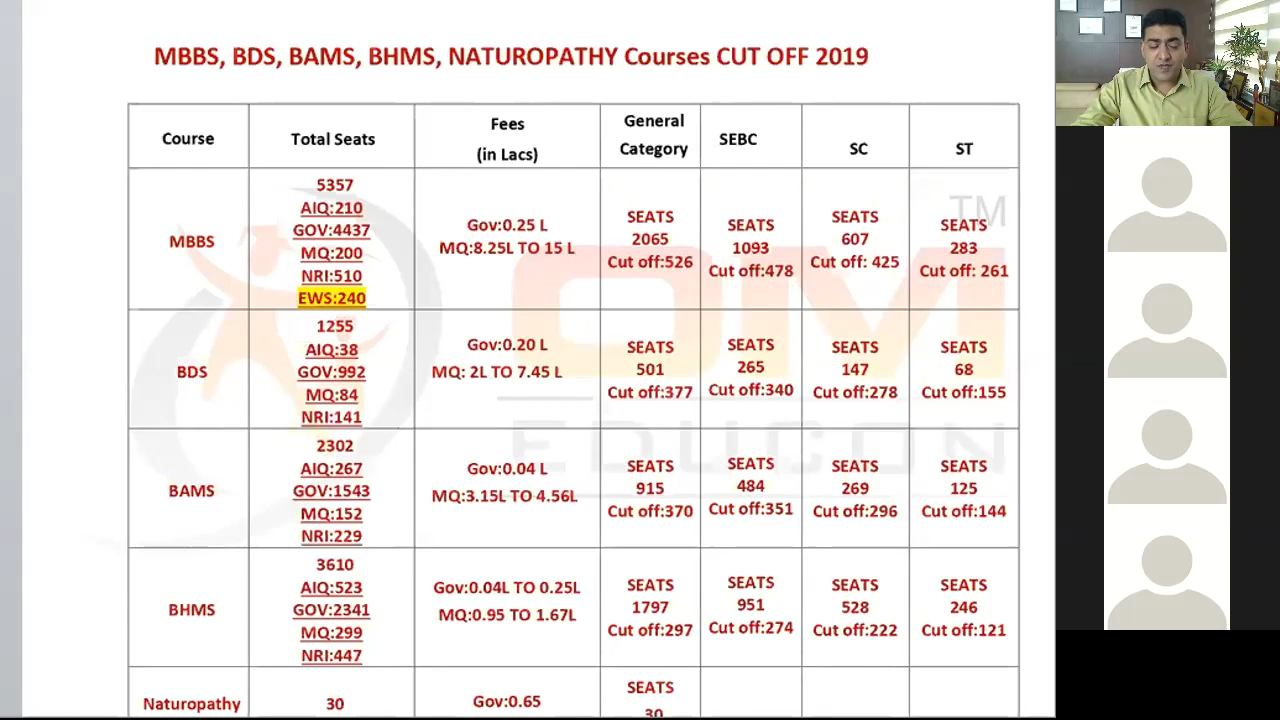 MBBS, BDS, BAMS, BHMS, NATUROPATHY Courses CUT OFF 2019
Course
Total Seats
Fees
(in Lacs)
General
Category
SEBC
SC
ST
MBBS
5357
AIQ:210
GOV:4437
MQ:200
NRI:510
EWS:240
Gov:0.25 L
MQ:8.25L TO 15 L
SEATS
2065
Cut off:526
SEATS
1093
Cut off:478
SEATS
607
Cut off: 425
SEATS
283
Cut off: 261
BDS
1255
AIQ:38
GOV:992
MQ:84
NRI:141
Gov:0.20 L
MQ: 2L TO 7.45 L
SEATS
501
Cut off:377
SEATS
265
Cut off:340
SEATS
147
Cut off:278
SEATS
68
Cut off:155
BAMS
2302
AIQ:267
GOV:1543
MQ:152
NRI:229
Gov:0.04 L
MQ:3.15L TO 4.56L
SEATS
915
Cut off:370
SEATS
484
Cut off:351
SEATS
269
Cut off:296
SEATS
125
Cut off:144
BHMS
3610
AIQ:523
GOV:2341
MQ:299
NRI:447
Gov:0.04L TO 0.25L
MQ:0.95 TO 1.67L
SEATS
1797
Cut off:297
SEATS
951
Cut off:274
SEATS
528
Cut off:222
SEATS
246
Cut off:121
Naturopathy
30
Gov:0.65
SEATS
30
OM
EDUCON
TM